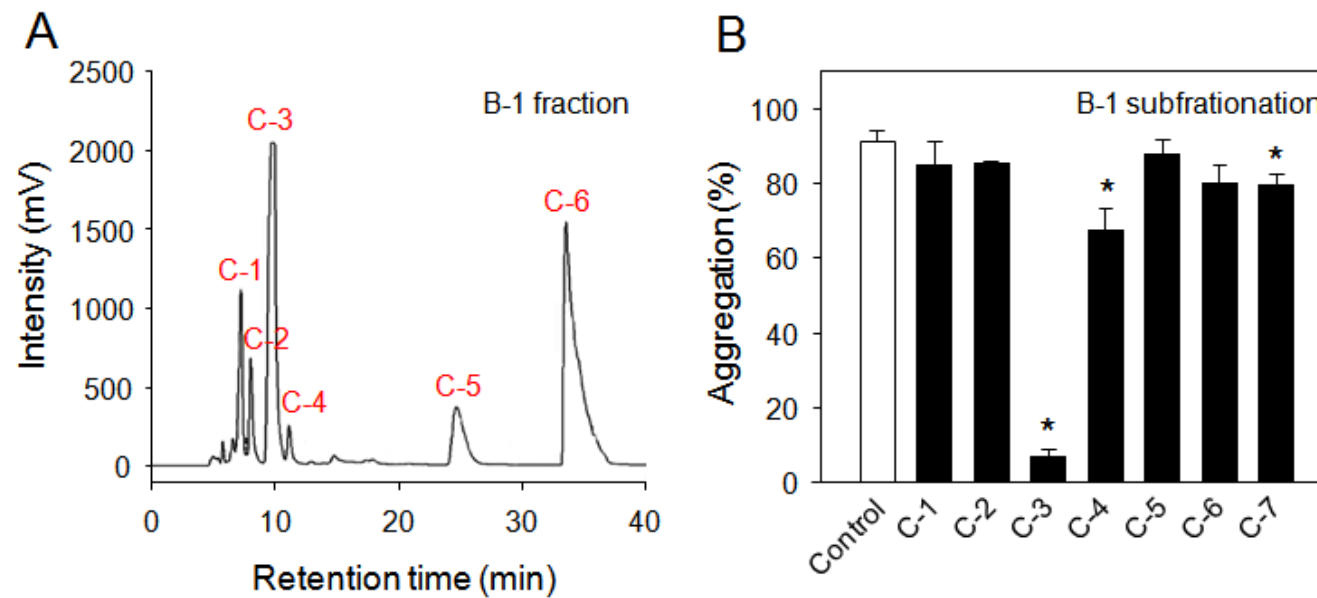 A
Intensity (mV)
2500
2000
1500
1000
500
0
B-1 fraction
C-1
C-2
C-3
C-4
C-5
C-6
0 10 20 30 40
Retention time (min)
B
Aggregation (%)
100
80
60
40
20
0
B-1 subfrationation
*
*
*
Control C-1 C-2 C-3 C-4 C-5 C-6 C-7